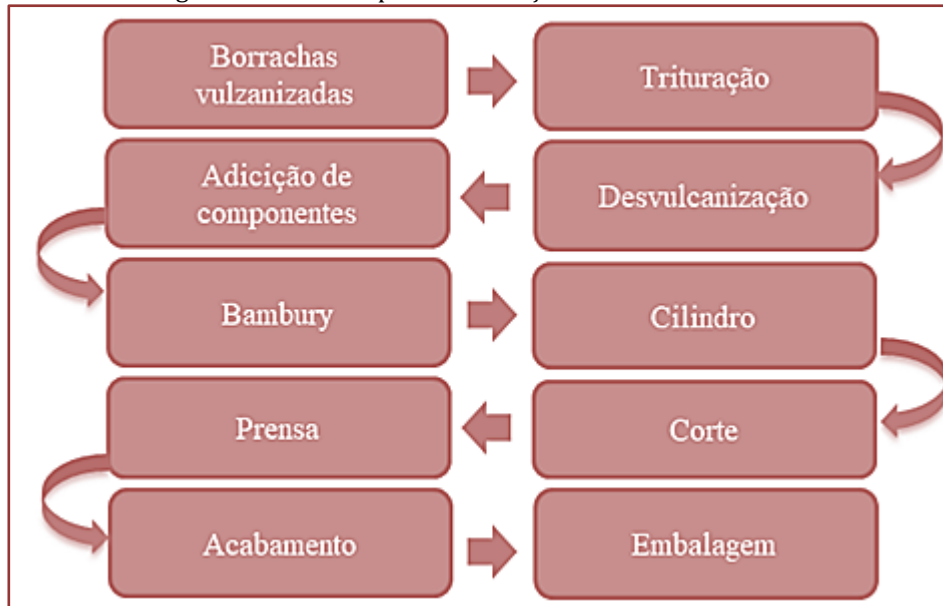 Borrachas
vulzanizadas
Trituração
Desvulcanização
Adicição de
componentes
Bambury
Cilindro
Corte
Prensa
Acabamento
Embalagem